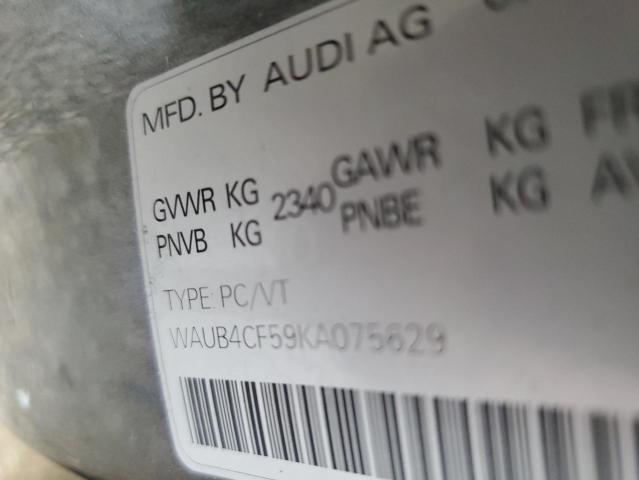 MFD. BY AUDI AG
GVWR KG 2340 GAWR KG
PNVB KG PNBE KG
TYPE: PC/VT
WAUB4CF59KA075629